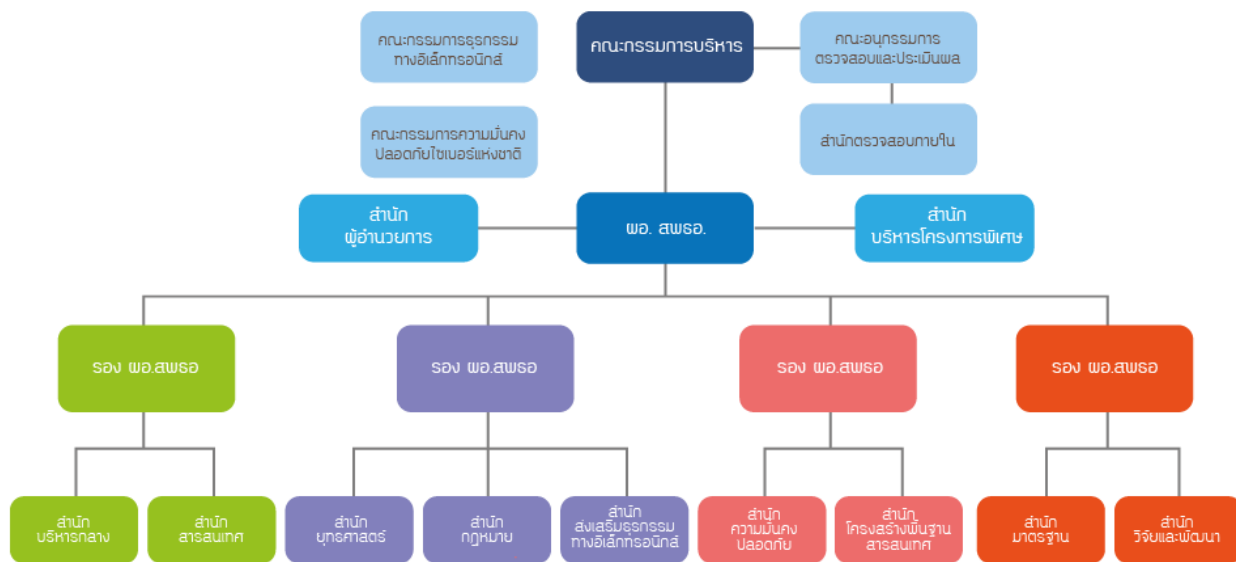 คณะกรรมการธุรกรรม
ทางอิเล็กทรอนิกส์
คณะกรรมการบริหาร
คณะอนุกรรมการ
ตรวจสอบและประเมินผล
คณะกรรมการความมั่นคง
ปลอดภัยไซเบอร์แห่งชาติ
สำนักตรวจสอบภายใน
สำนัก
ผู้อำนวยการ
ผอ. สพธอ.
สำนัก
บริหารโครงการพิเศษ
รอง ผอ.สพธอ
รอง ผอ.สพธอ
รอง ผอ.สพธอ
รอง ผอ.สพธอ
สำนัก
บริหารกลาง
สำนัก
สารสนเทศ
สำนัก
ยุทธศาสตร์
สำนัก
กฎหมาย
สำนัก
ส่งเสริมธุรกรรม
ทางอิเล็กทรอนิกส์
สำนัก
ความมั่นคง
ปลอดภัย
สำนัก
โครงสร้างพื้นฐาน
สารสนเทศ
สำนัก
มาตรฐาน
สำนัก
วิจัยและพัฒนา